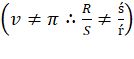 (v ≠ π ∴ R/S ≠ ś/ŕ)